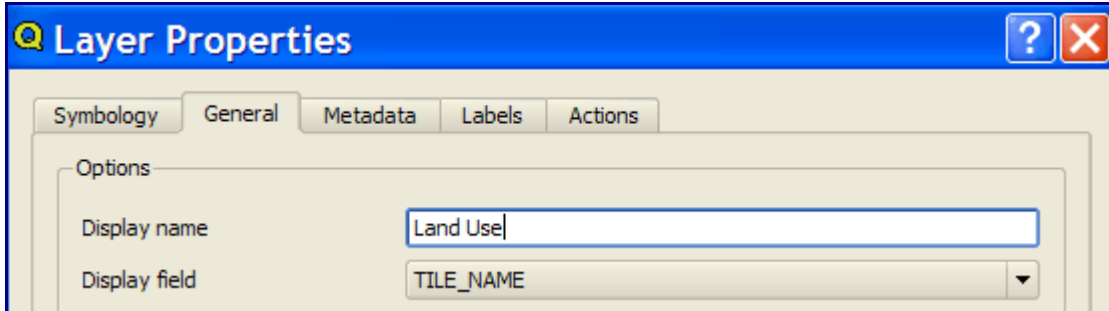 Layer Properties
Symbology General Metadata Labels Actions
Options
Display name Land Use
Display field TILE_NAME